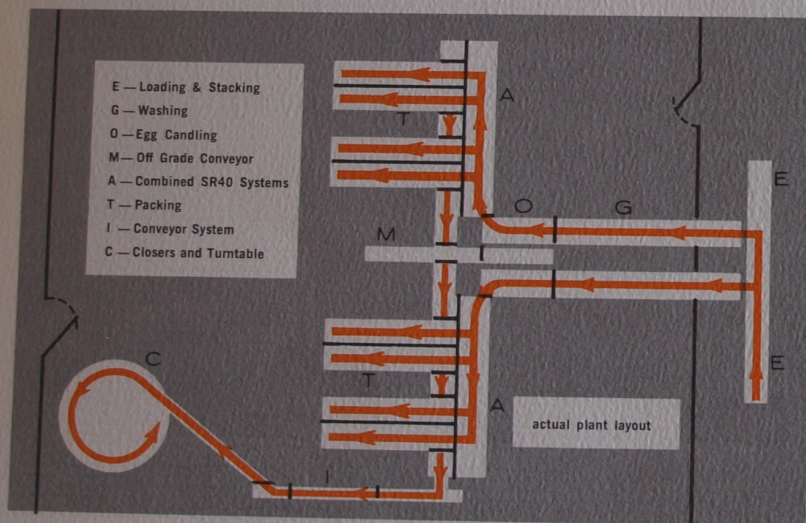 E — Loading & Stacking
G — Washing
O — Egg Candling
M — Off Grade Conveyor
A — Combined SR40 Systems
T — Packing
I — Conveyor System
C — Closers and Turntable
A
T
E
O
G
M
C
T
E
A
actual plant layout
I